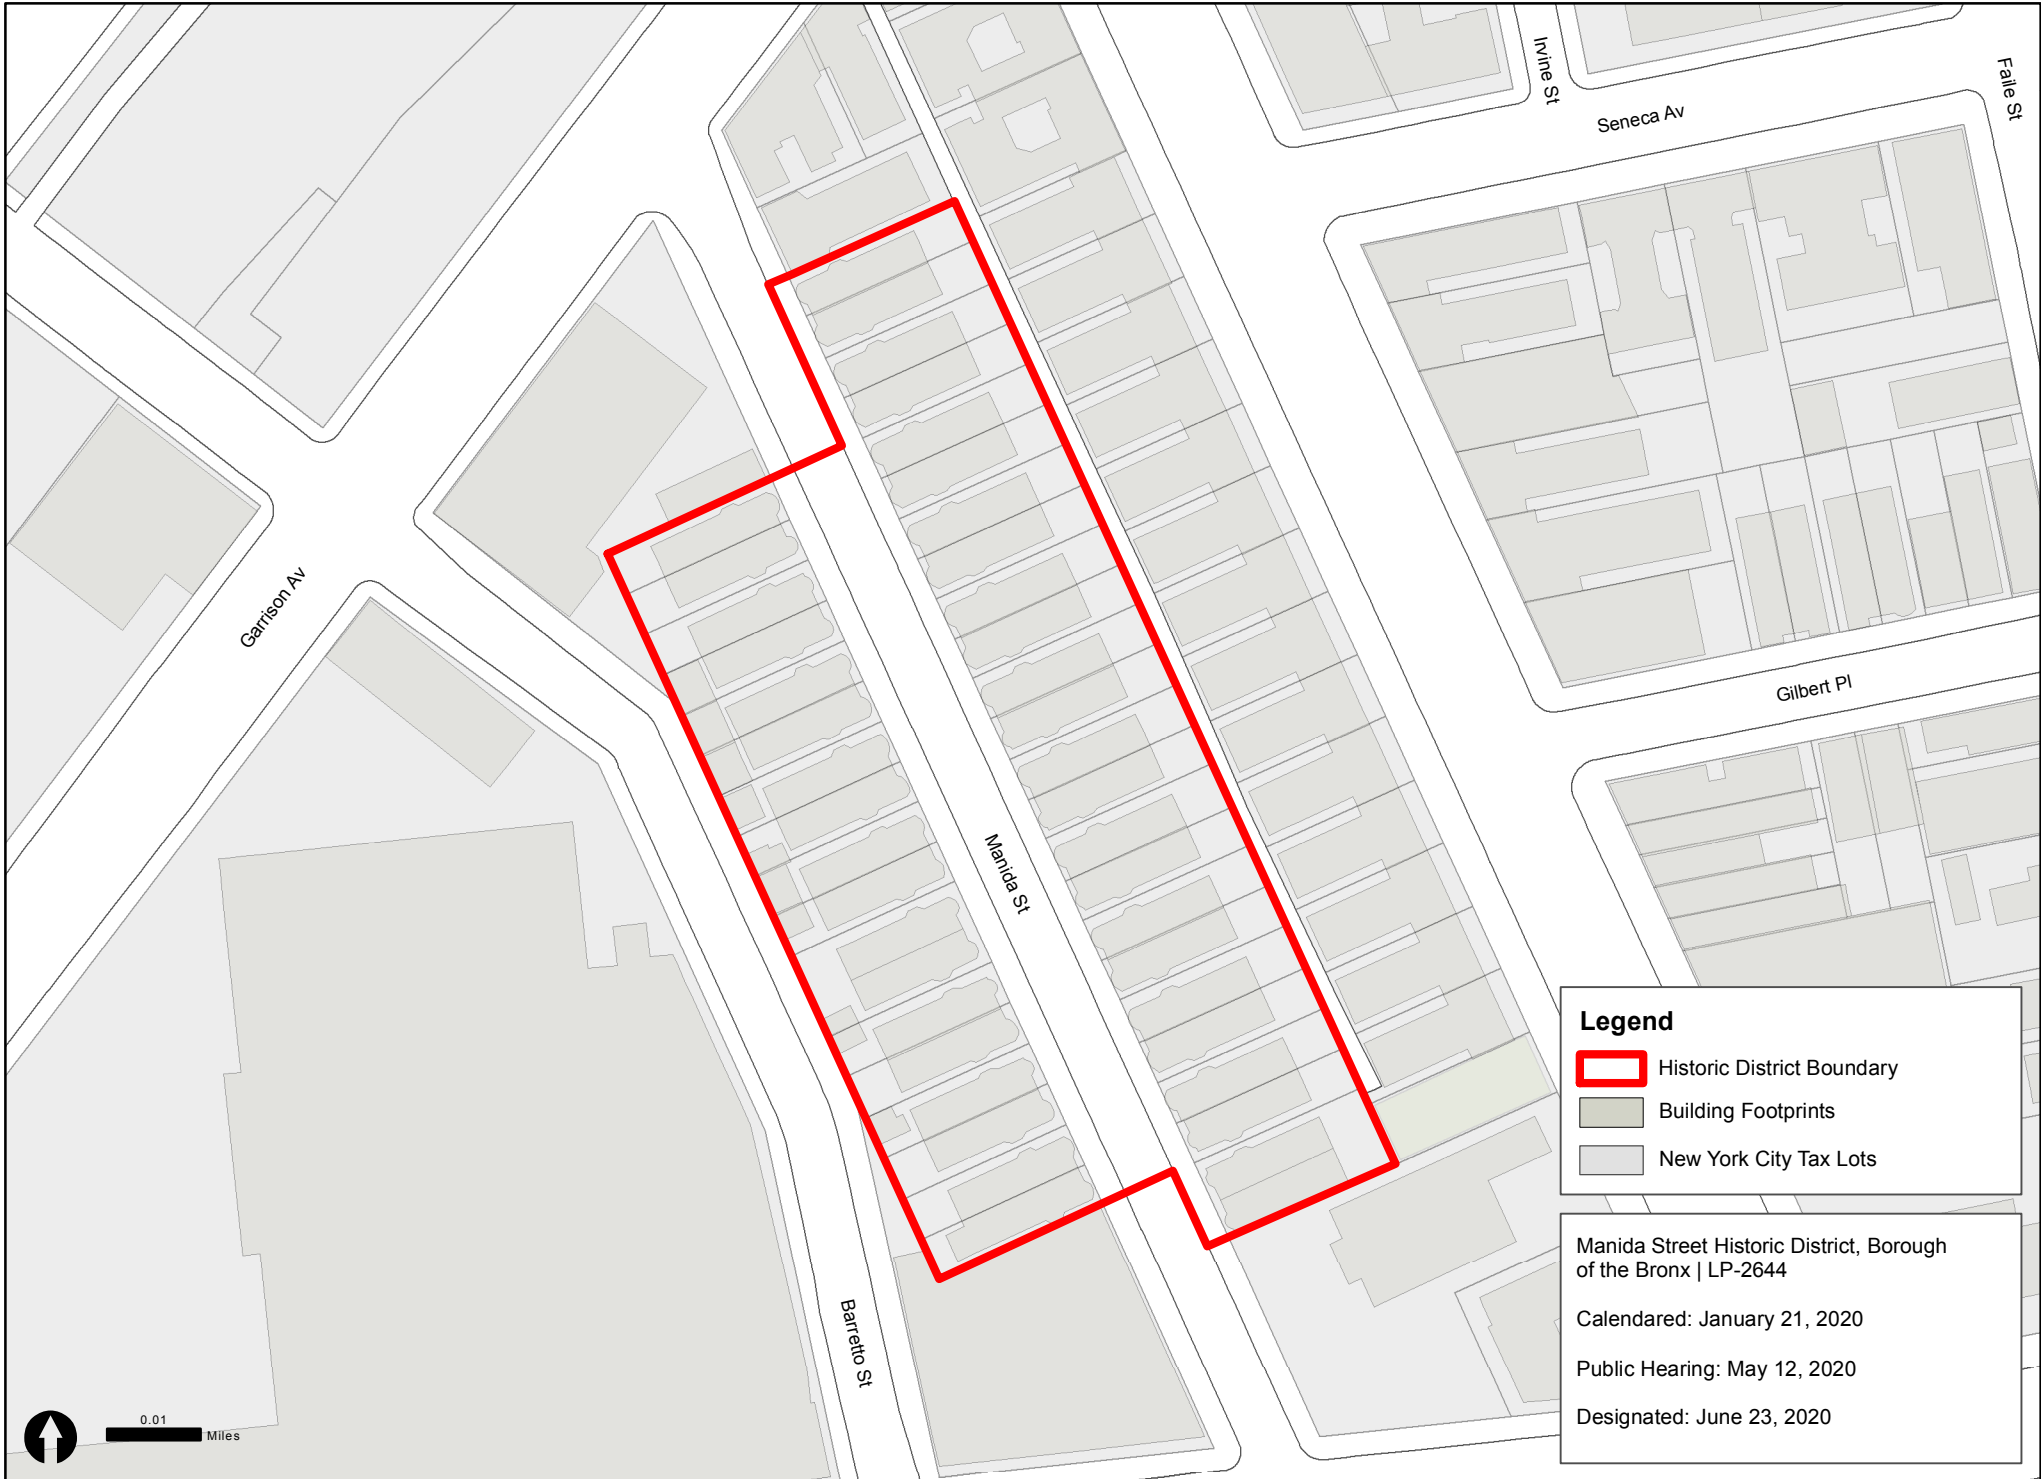 Irvine St
Faile St
Seneca Av
Garrison Av
Gilbert Pl
Manida St
Barretto St
Legend
Historic District Boundary
Building Footprints
New York City Tax Lots
Manida Street Historic District, Borough
of the Bronx | LP-2644
Calendared: January 21, 2020
Public Hearing: May 12, 2020
Designated: June 23, 2020
0.01
Miles